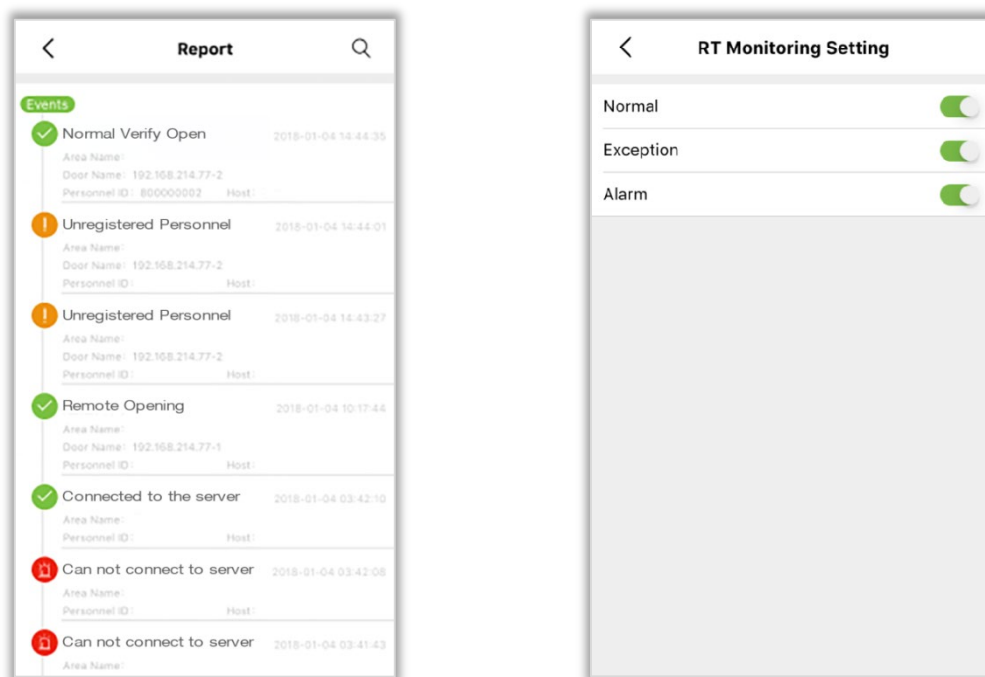 Report
Events
Normal Verify Open 2018-01-04 14:44:35
Area Name:
Door Name: 192.168.214.77-2
Personnel ID: 800000002 Host:
Unregistered Personnel 2018-01-04 14:44:01
Area Name:
Door Name: 192.168.214.77-2
Personnel ID: Host:
Unregistered Personnel 2018-01-04 14:43:27
Area Name:
Door Name: 192.168.214.77-2
Personnel ID: Host:
Remote Opening 2018-01-04 10:17:44
Area Name:
Door Name: 192.168.214.77-1
Personnel ID: Host:
Connected to the server 2018-01-04 03:42:10
Area Name:
Personnel ID: Host:
Can not connect to server 2018-01-04 03:42:08
Area Name:
Personnel ID: Host:
Can not connect to server 2018-01-04 03:41:43
Area Name:
RT Monitoring Setting
Normal
Exception
Alarm